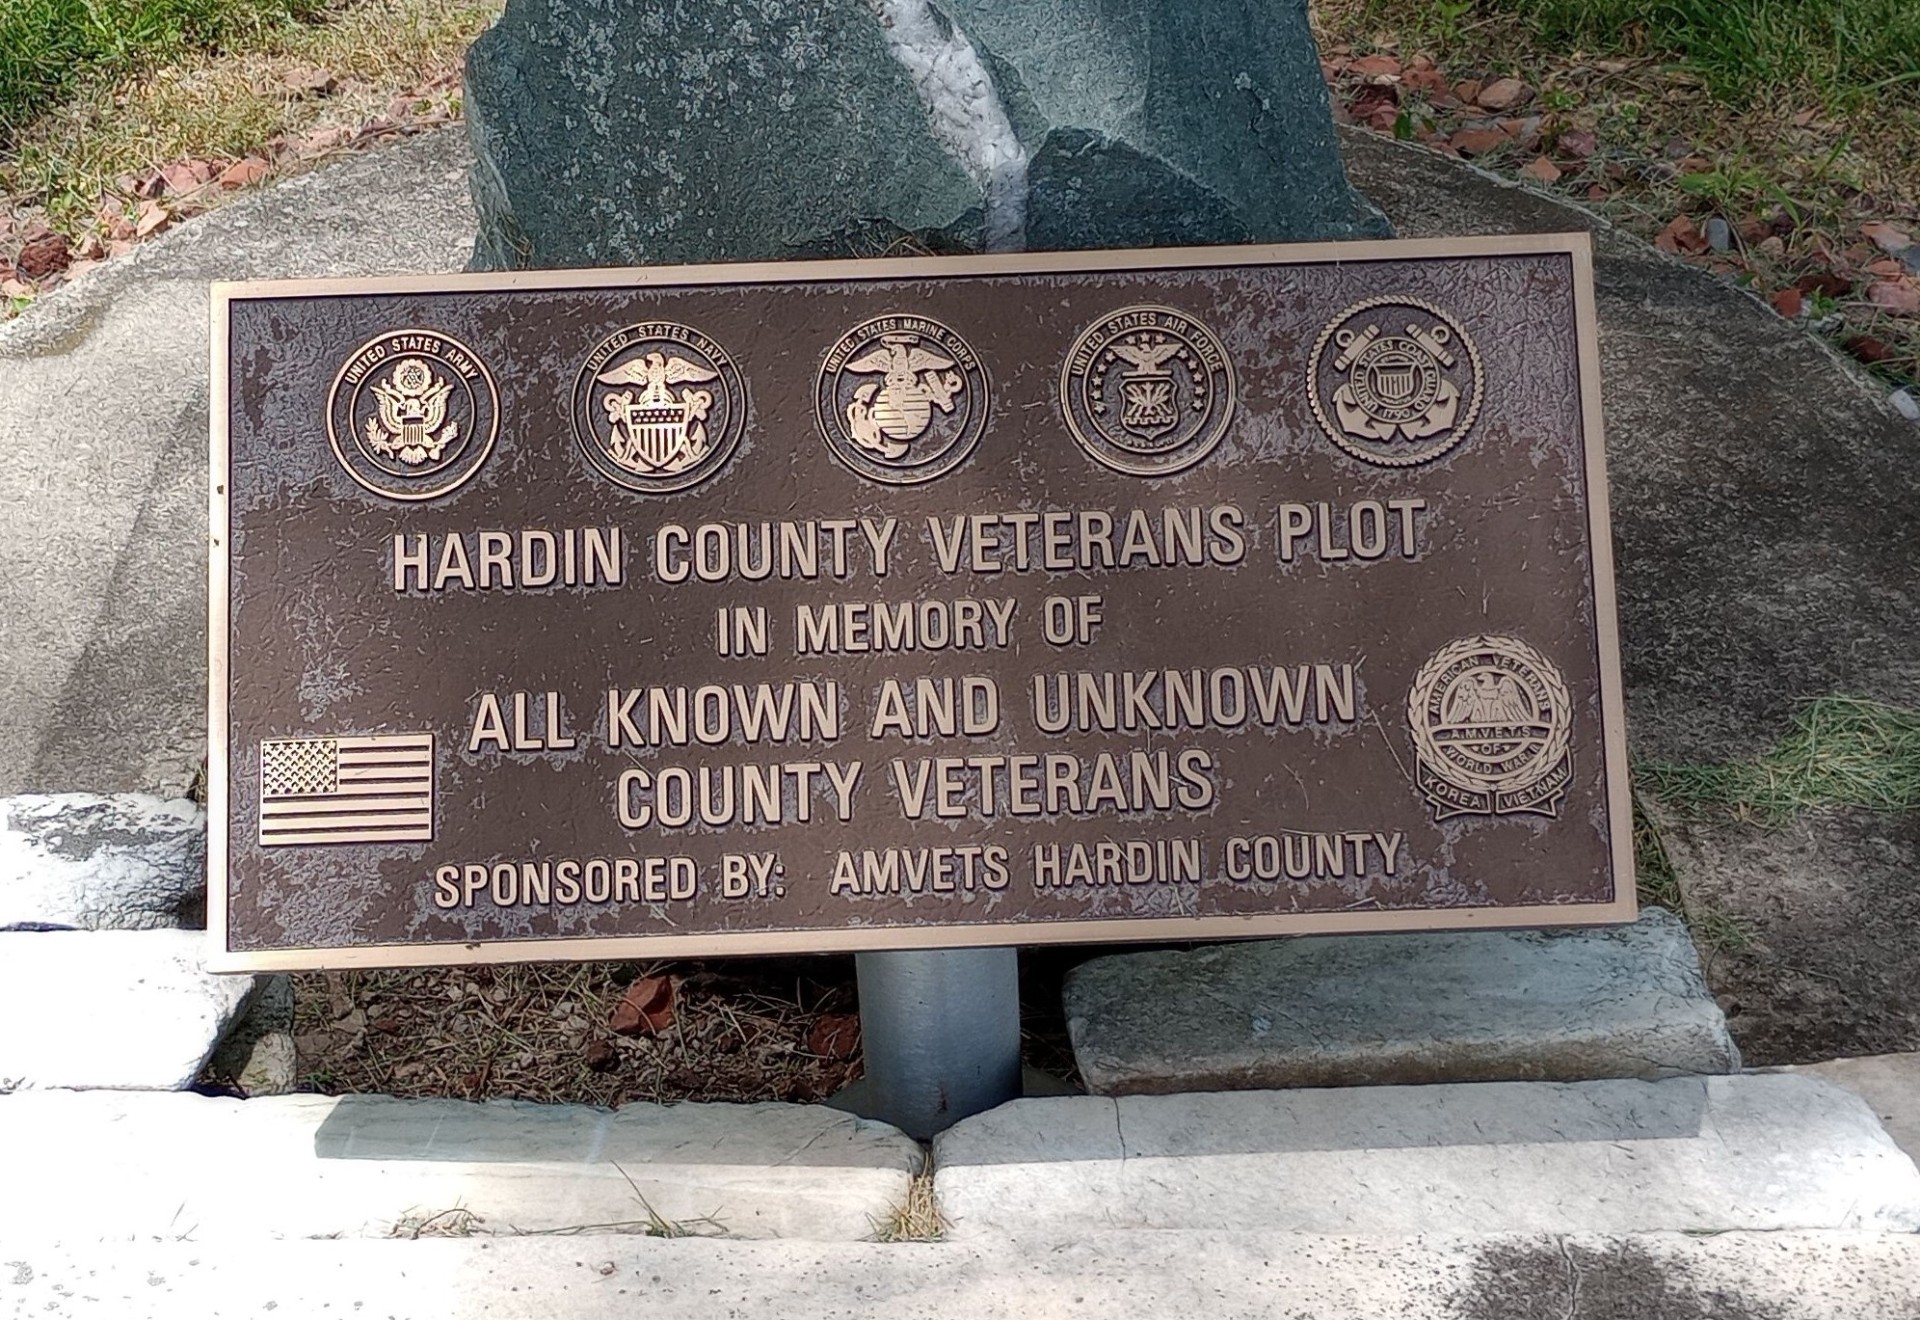 UNITED STATES ARMY
UNITED STATES NAVY
UNITED STATES MARINE CORPS
UNITED STATES AIR FORCE
UNITED STATES COAST GUARD 1790
HARDIN COUNTY VETERANS PLOT
IN MEMORY OF
ALL KNOWN AND UNKNOWN
COUNTY VETERANS
SPONSORED BY: AMVETS HARDIN COUNTY
AMERICAN VETERANS
A.M.V.E.T.S
OF
WORLD WAR II
KOREA VIETNAM